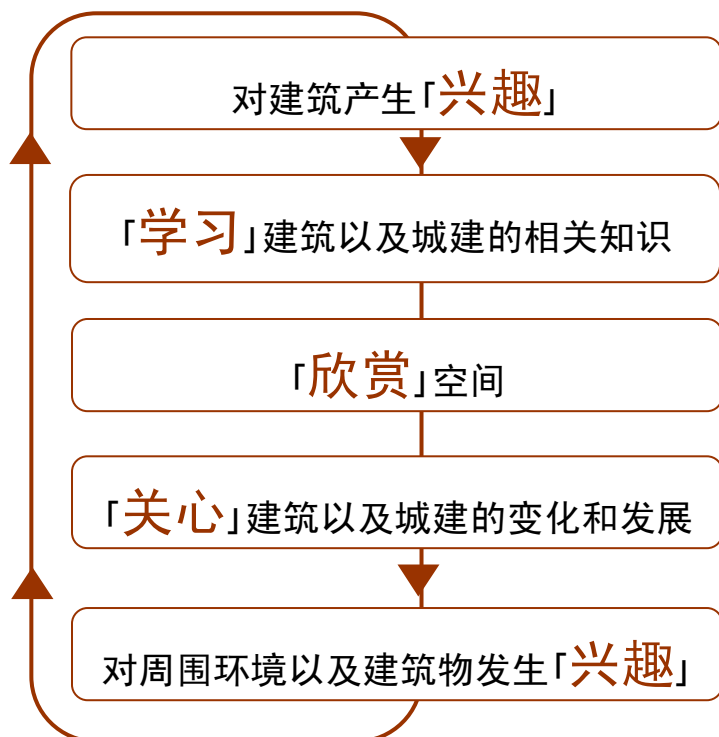 对建筑产生「兴趣」
「学习」建筑以及城建的相关知识
「欣赏」空间
「关心」建筑以及城建的变化和发展
对周围环境以及建筑物发生「兴趣」